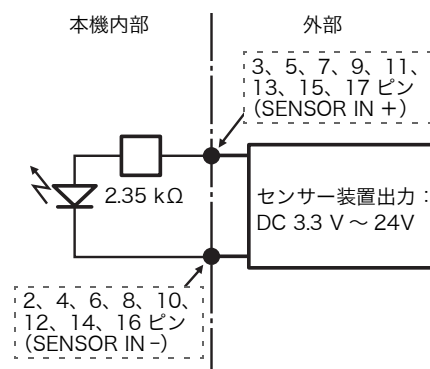 本機内部
外部
3、5、7、9、11、
13、15、17 ピン
（SENSOR IN ＋）
2.35 kΩ
センサー装置出力：
DC 3.3 V ～ 24V
2、4、6、8、10、
12、14、16 ピン
（SENSOR IN −）